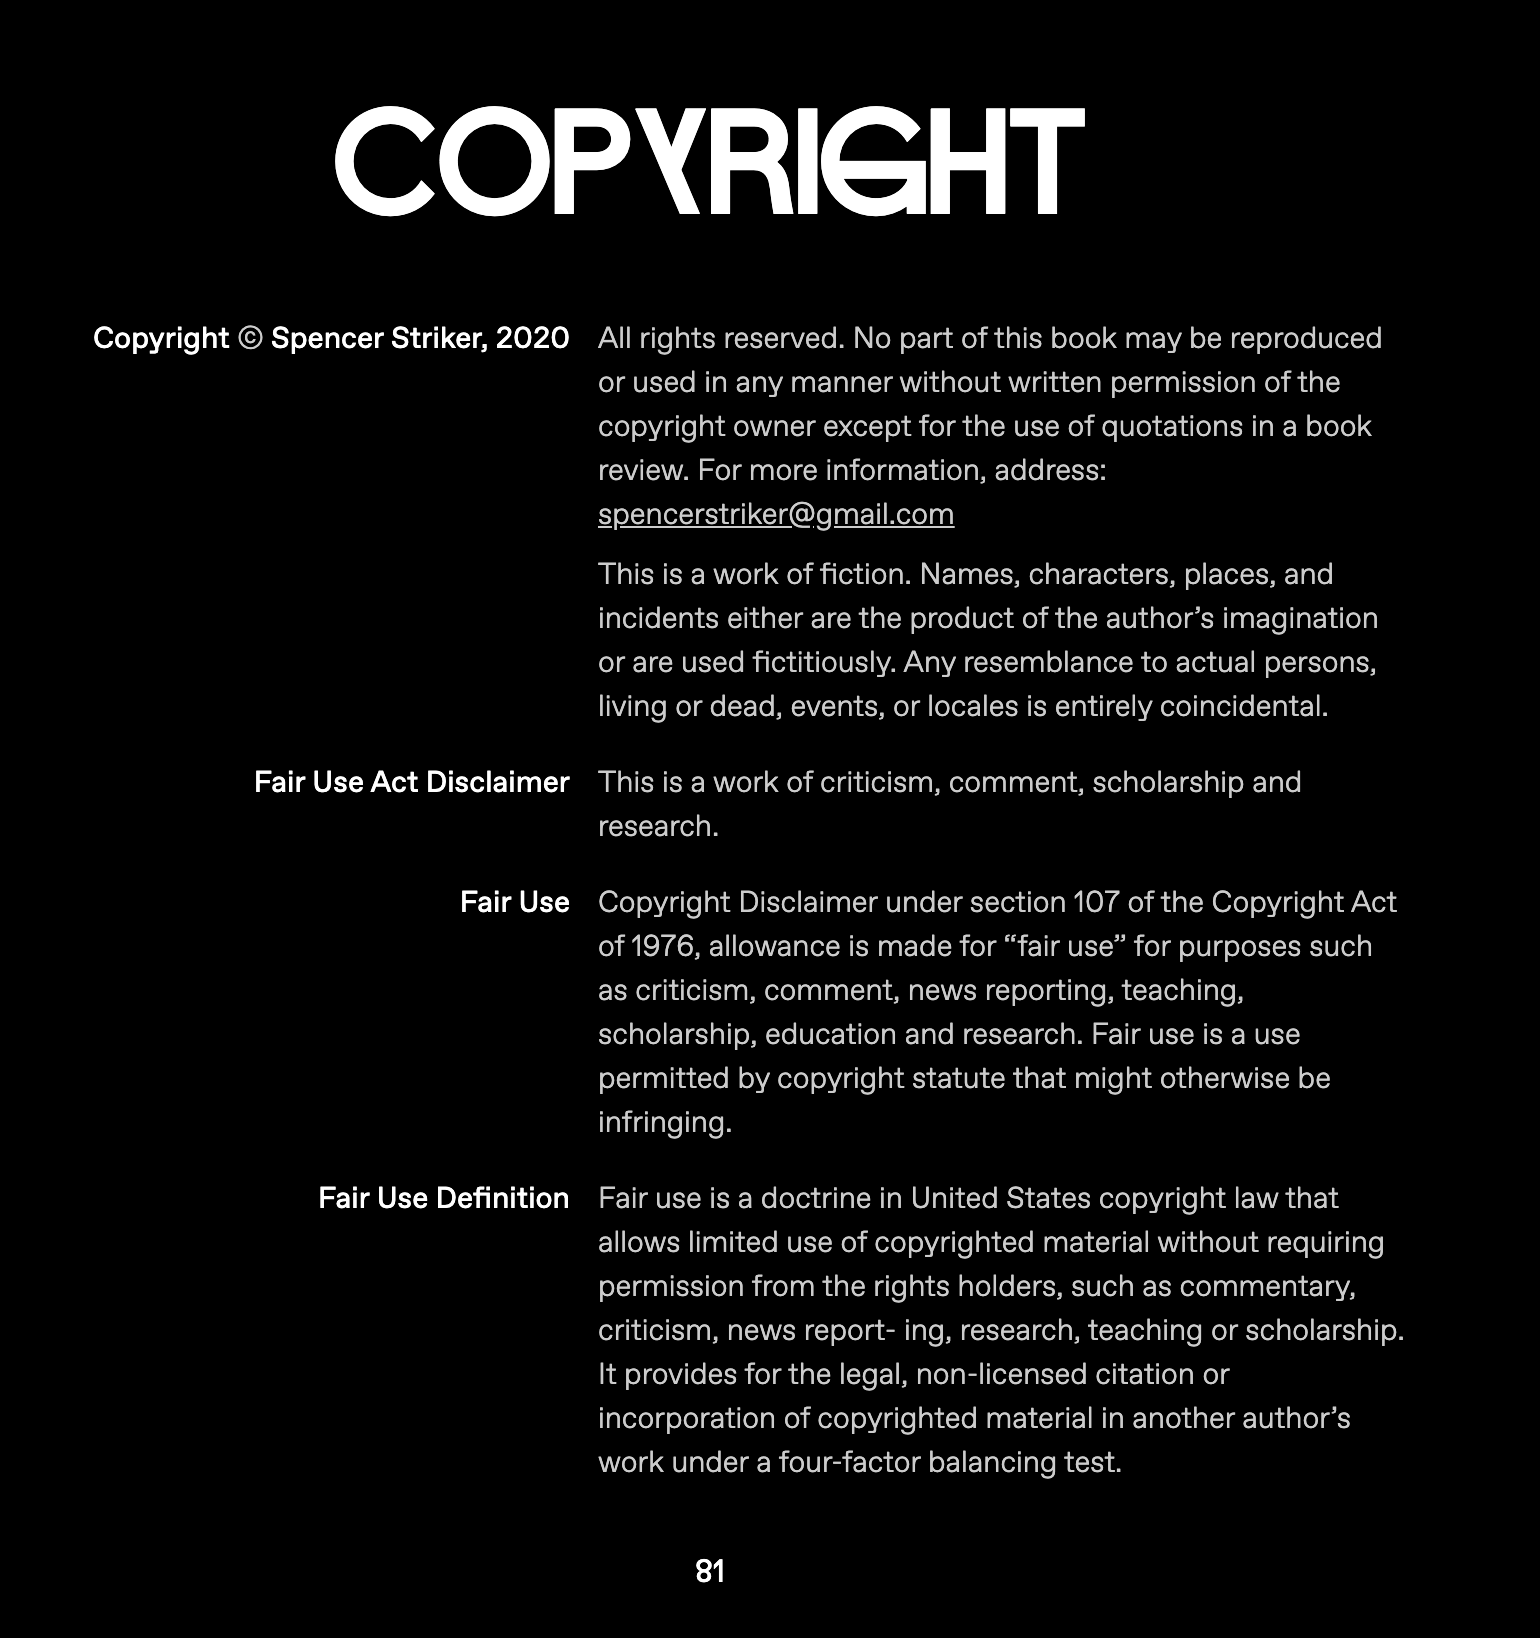 COPYRIGHT
Copyright © Spencer Striker, 2020
All rights reserved. No part of this book may be reproduced
or used in any manner without written permission of the
copyright owner except for the use of quotations in a book
review. For more information, address:
spencerstriker@gmail.com
This is a work of fiction. Names, characters, places, and
incidents either are the product of the author’s imagination
or are used fictitiously. Any resemblance to actual persons,
living or dead, events, or locales is entirely coincidental.
Fair Use Act Disclaimer
This is a work of criticism, comment, scholarship and
research.
Fair Use
Copyright Disclaimer under section 107 of the Copyright Act
of 1976, allowance is made for “fair use” for purposes such
as criticism, comment, news reporting, teaching,
scholarship, education and research. Fair use is a use
permitted by copyright statute that might otherwise be
infringing.
Fair Use Definition
Fair use is a doctrine in United States copyright law that
allows limited use of copyrighted material without requiring
permission from the rights holders, such as commentary,
criticism, news report- ing, research, teaching or scholarship.
It provides for the legal, non-licensed citation or
incorporation of copyrighted material in another author’s
work under a four-factor balancing test.
81